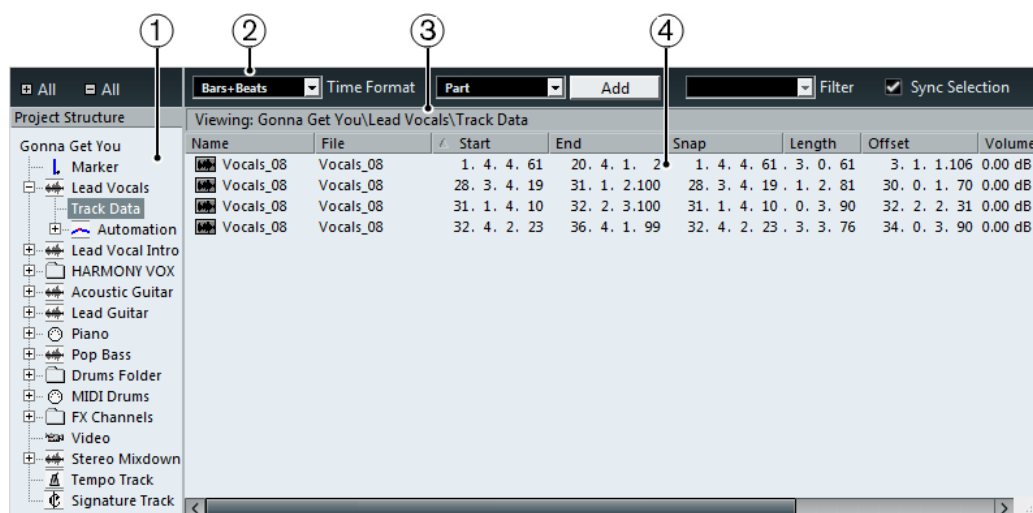 1 2 3 4
All All Bars+Beats Time Format Part Add Filter Sync Selection
Project Structure
Gonna Get You
Marker
Lead Vocals
Track Data
Automation
Lead Vocal Intro
HARMONY VOX
Acoustic Guitar
Lead Guitar
Piano
Pop Bass
Drums Folder
MIDI Drums
FX Channels
Video
Stereo Mixdown
Tempo Track
Signature Track
Viewing: Gonna Get You\Lead Vocals\Track Data
Name File Start End Snap Length Offset Volume
Vocals_08 Vocals_08 1. 4. 4. 61 20. 4. 1. 2 1. 4. 4. 61 . 3. 0. 61 3. 1. 1.106 0.00 dB
Vocals_08 Vocals_08 28. 3. 4. 19 31. 1. 2.100 28. 3. 4. 19 . 1. 2. 81 30. 0. 1. 70 0.00 dB
Vocals_08 Vocals_08 31. 1. 4. 10 32. 2. 3.100 31. 1. 4. 10 . 0. 3. 90 32. 2. 2. 31 0.00 dB
Vocals_08 Vocals_08 32. 4. 2. 23 36. 4. 1. 99 32. 4. 2. 23 . 3. 3. 76 34. 0. 3. 90 0.00 dB